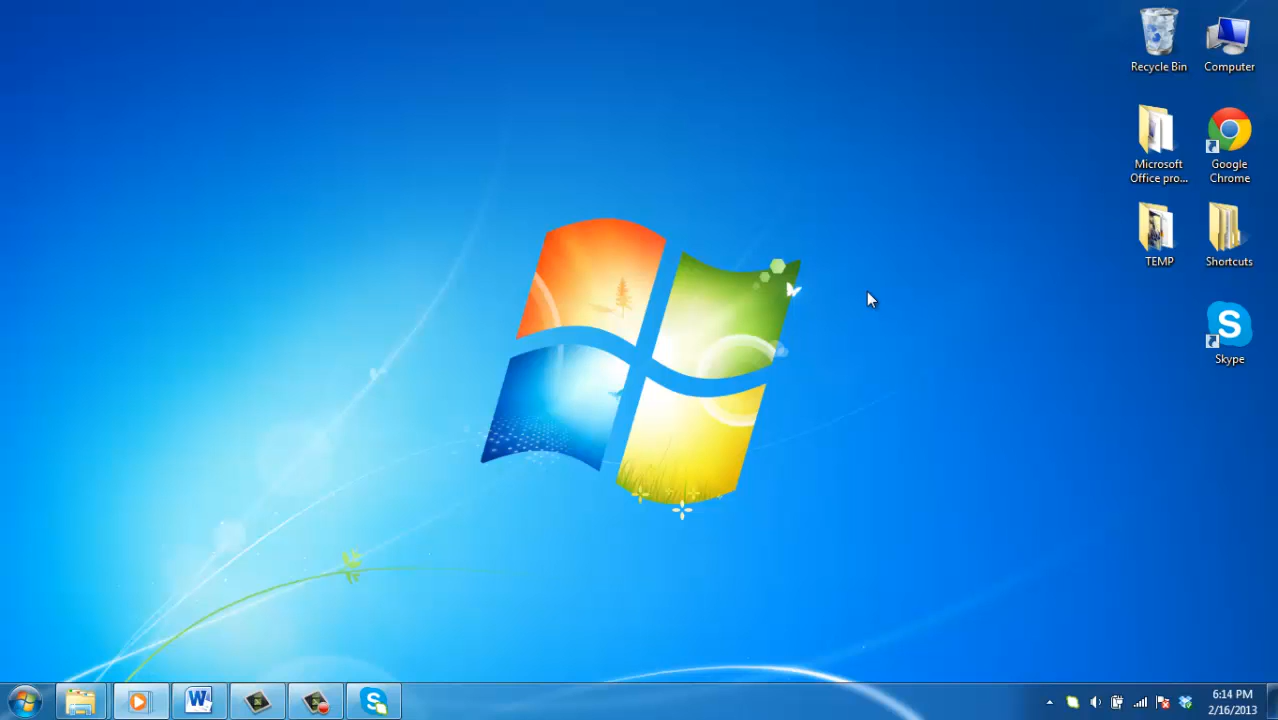 Recycle Bin
Computer
Microsoft
Office pro...
Google
Chrome
TEMP
Shortcuts
Skype
6:14 PM
2/16/2013